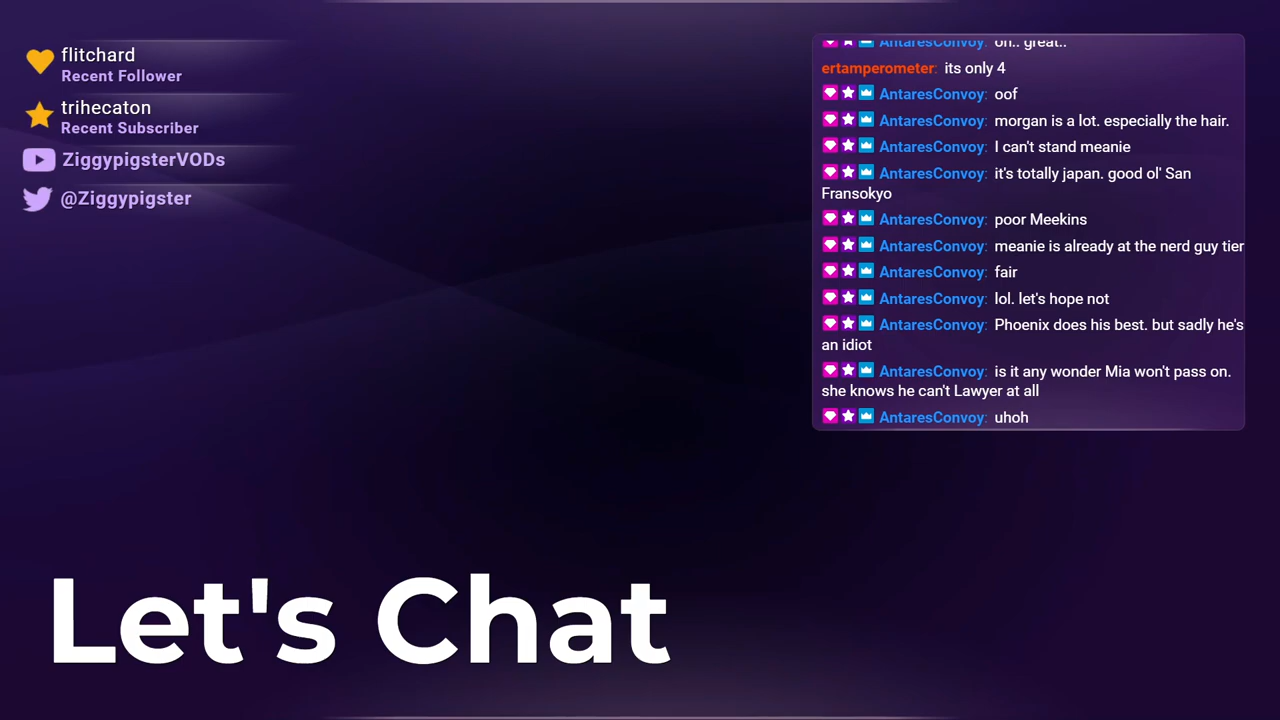 flitchard
Recent Follower
trihecaton
Recent Subscriber
ZiggypigsterVODs
@Ziggypigster
AntaresConvoy: oh.. great..
ertamperometer: its only 4
AntaresConvoy: oof
AntaresConvoy: morgan is a lot. especially the hair.
AntaresConvoy: I can't stand meanie
AntaresConvoy: it's totally japan. good ol' San
Fransokyo
AntaresConvoy: poor Meekins
AntaresConvoy: meanie is already at the nerd guy tier
AntaresConvoy: fair
AntaresConvoy: lol. let's hope not
AntaresConvoy: Phoenix does his best. but sadly he's
an idiot
AntaresConvoy: is it any wonder Mia won't pass on.
she knows he can't Lawyer at all
AntaresConvoy: uhoh
Let's Chat